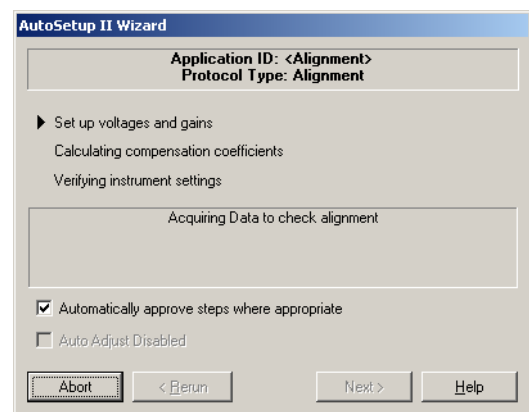 AutoSetup II Wizard
Application ID: <Alignment>
Protocol Type: Alignment
Set up voltages and gains
Calculating compensation coefficients
Verifying instrument settings
Acquiring Data to check alignment
Automatically approve steps where appropriate
Auto Adjust Disabled
Abort
< Rerun
Next >
Help